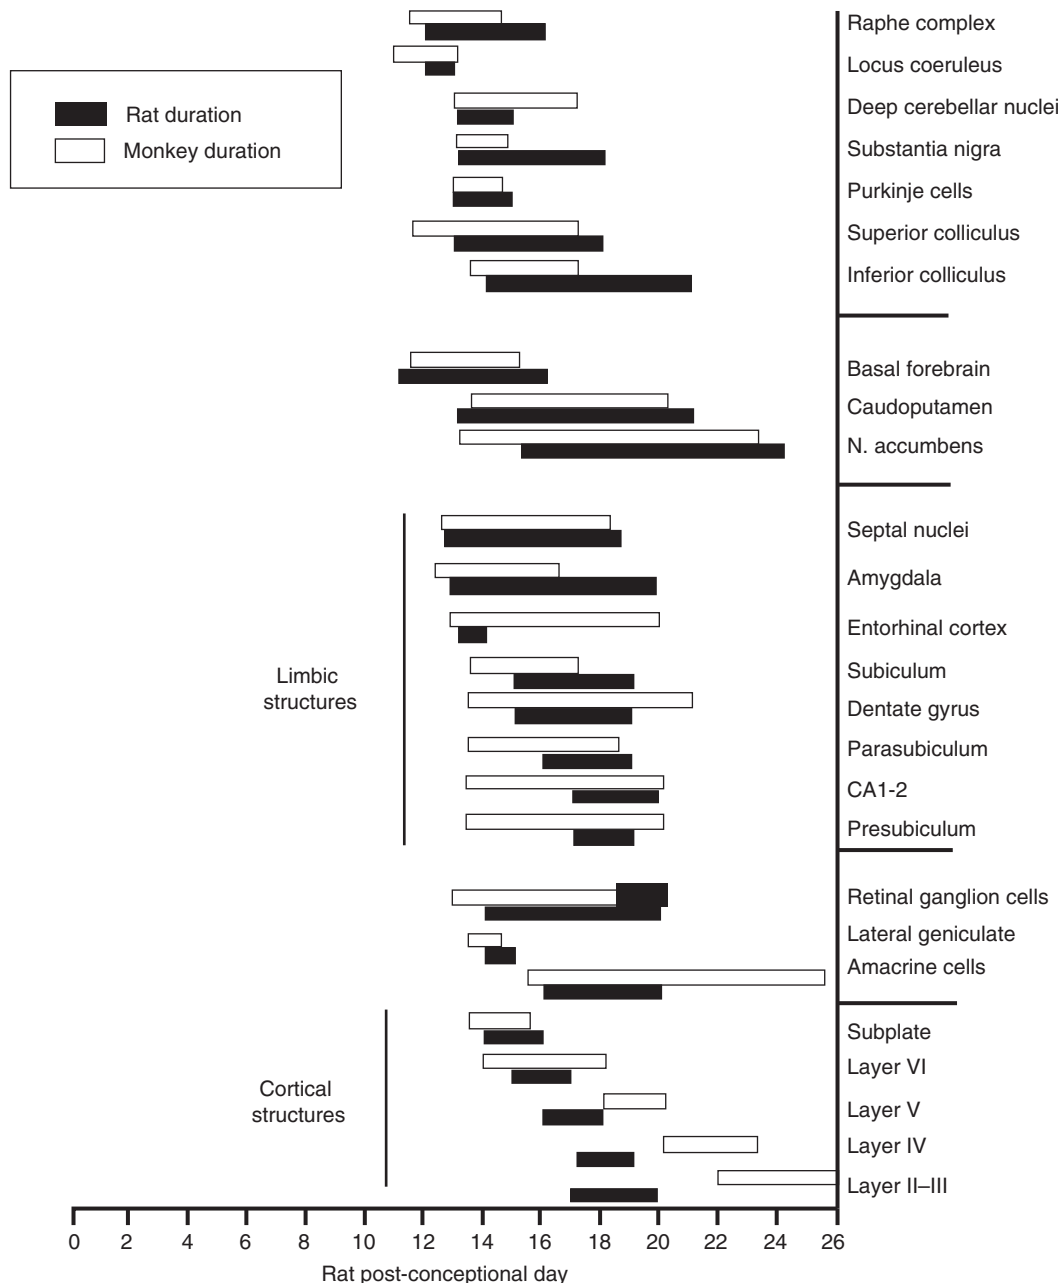 Raphe complex
Locus coeruleus
Rat duration
Monkey duration
Deep cerebellar nuclei
Substantia nigra
Purkinje cells
Superior colliculus
Inferior colliculus
Basal forebrain
Caudoputamen
N. accumbens
Septal nuclei
Amygdala
Entorhinal cortex
Limbic
structures
Subiculum
Dentate gyrus
Parasubiculum
CA1-2
Presubiculum
Retinal ganglion cells
Lateral geniculate
Amacrine cells
Subplate
Layer VI
Cortical
structures
Layer V
Layer IV
Layer II–III
0 2 4 6 8 10 12 14 16 18 20 22 24 26
Rat post-conceptional day